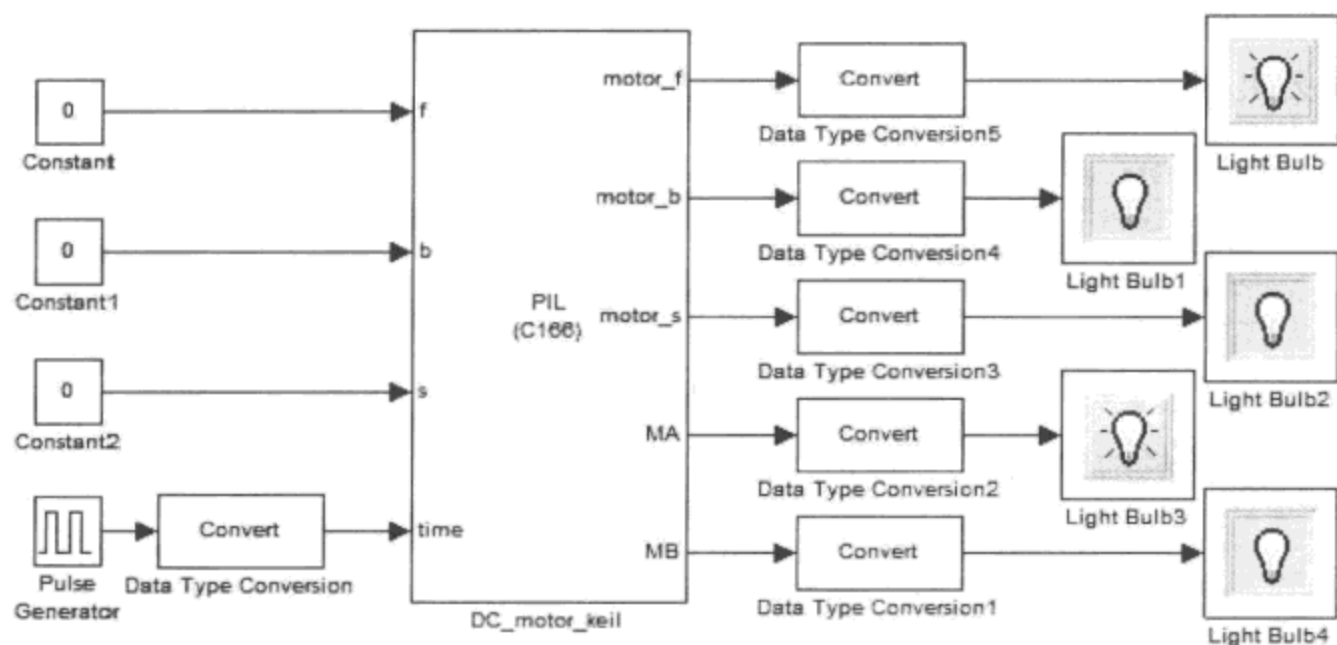 0
Constant
0
Constant1
0
Constant2
Pulse
Generator
Convert
Data Type Conversion
f
b
s
time
PIL
(C166)
motor_f
motor_b
motor_s
MA
MB
DC_motor_keil
Convert
Data Type Conversion5
Convert
Data Type Conversion4
Convert
Data Type Conversion3
Convert
Data Type Conversion2
Convert
Data Type Conversion1
Light Bulb
Light Bulb1
Light Bulb2
Light Bulb3
Light Bulb4